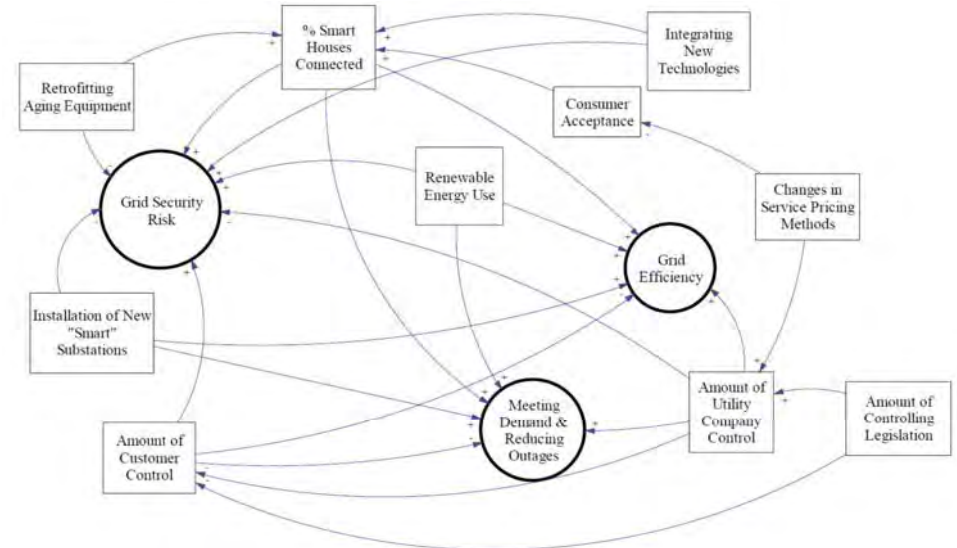 % Smart
Houses
Connected
Integrating
New
Technologies
Retrofitting
Aging Equipment
Consumer
Acceptance
Renewable
Energy Use
Changes in
Service Pricing
Methods
Grid Security
Risk
Grid
Efficiency
Installation of New
"Smart"
Substations
Amount of
Customer
Control
Meeting
Demand &
Reducing
Outages
Amount of
Utility
Company
Control
Amount of
Controlling
Legislation